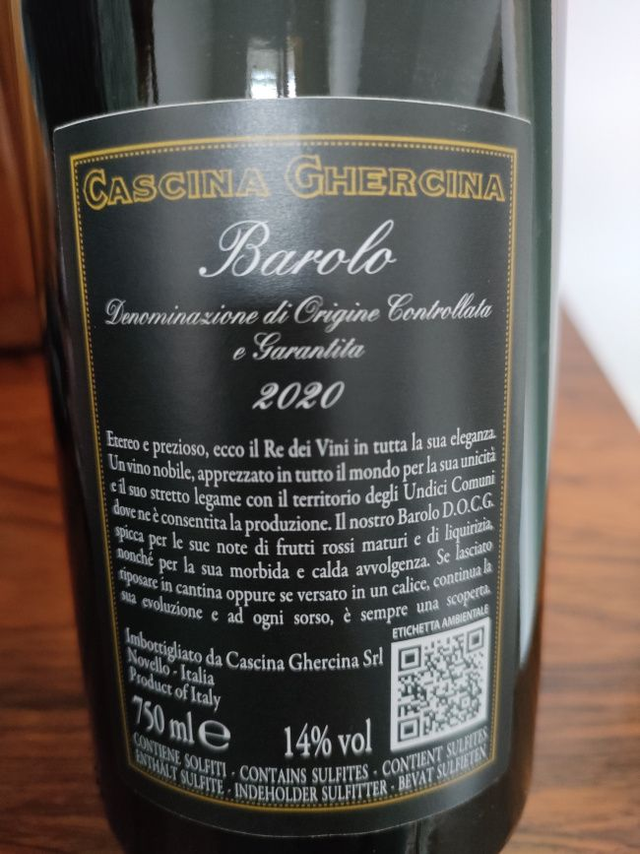 CASCINA GHERCINA
Barolo
Denominazione di Origine Controllata
e Garantita
2020
Etereo e prezioso, ecco il Re dei Vini in tutta la sua eleganza.
Un vino nobile, apprezzato in tutto il mondo per la sua unicità
e il suo stretto legame con il territorio degli Undici Comuni
dove ne è consentita la produzione. Il nostro Barolo D.O.C.G.
spicca per le sue note di frutti rossi maturi e di liquirizia,
nonché per la sua morbida e calda avvolgenza. Se lasciato
riposare in cantina oppure se versato in un calice, continua la
sua evoluzione e ad ogni sorso, è sempre una scoperta.
ETICHETTA AMBIENTALE
Imbottigliato da Cascina Ghercina Srl
Novello - Italia
Product of Italy
750 ml e 14% vol
CONTIENE SOLFITI - CONTAINS SULFITES - CONTIENT SULFITES
ENTHÄLT SULFITE - INDEHOLDER SULFITTER - BEVAT SULFIETEN